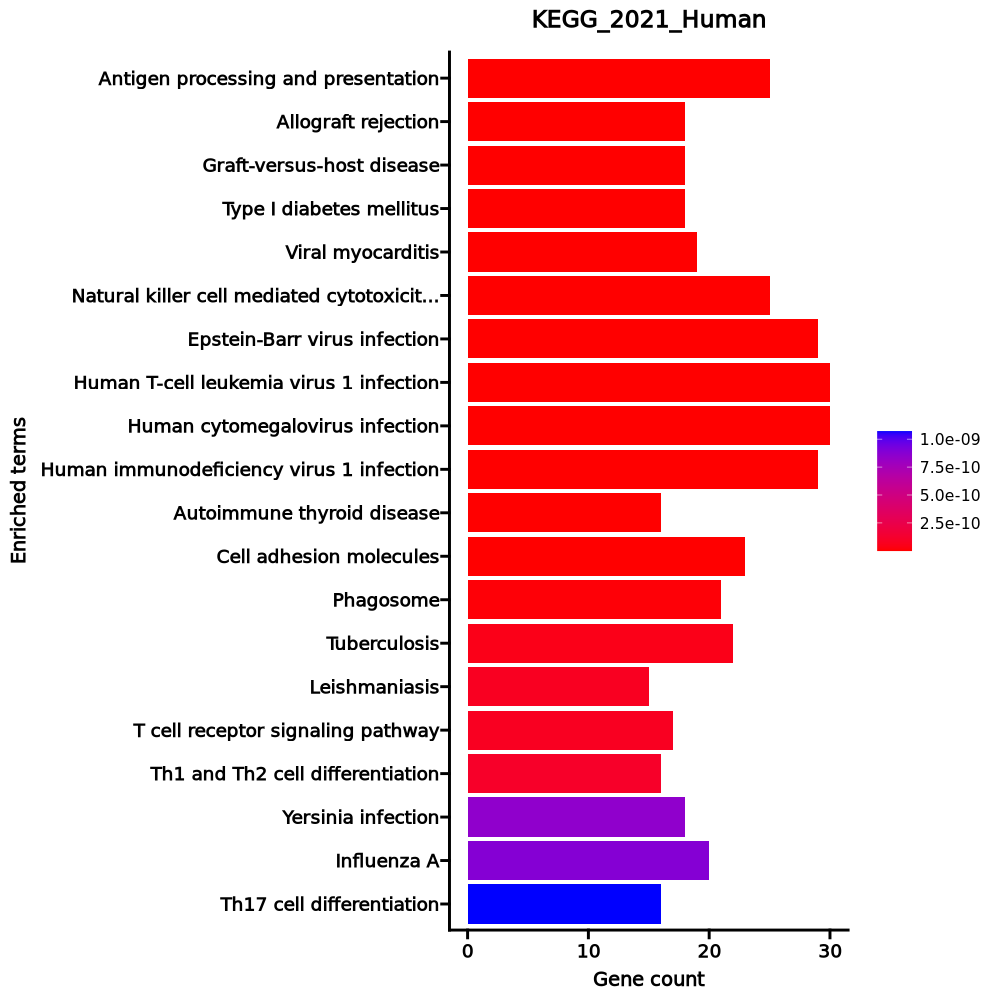 KEGG_2021_Human
Antigen processing and presentation
Allograft rejection
Graft-versus-host disease
Type I diabetes mellitus
Viral myocarditis
Natural killer cell mediated cytotoxicit...
Epstein-Barr virus infection
Human T-cell leukemia virus 1 infection
Human cytomegalovirus infection
Human immunodeficiency virus 1 infection
Autoimmune thyroid disease
Cell adhesion molecules
Phagosome
Tuberculosis
Leishmaniasis
T cell receptor signaling pathway
Th1 and Th2 cell differentiation
Yersinia infection
Influenza A
Th17 cell differentiation
Enriched terms
0 10 20 30
Gene count
1.0e-09
7.5e-10
5.0e-10
2.5e-10